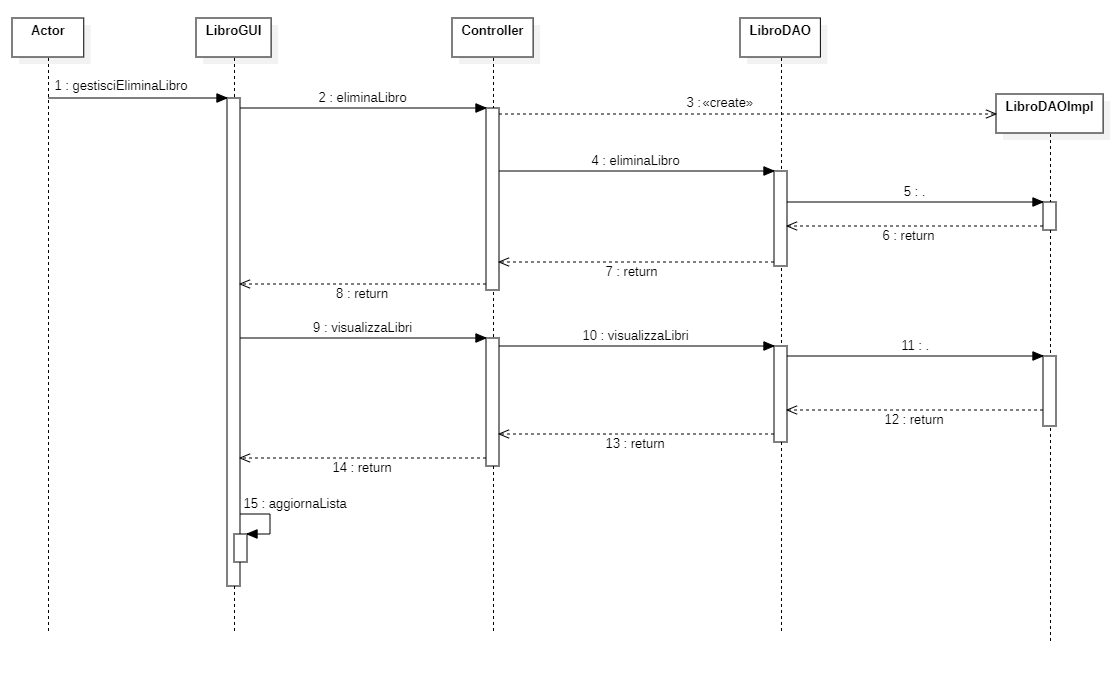 Actor
LibroGUI
Controller
LibroDAO
LibroDAOImpl
1 : gestisciEliminaLibro
2 : eliminaLibro
3 : «create»
4 : eliminaLibro
5 : .
6 : return
7 : return
8 : return
9 : visualizzaLibri
10 : visualizzaLibri
11 : .
12 : return
13 : return
14 : return
15 : aggiornaLista